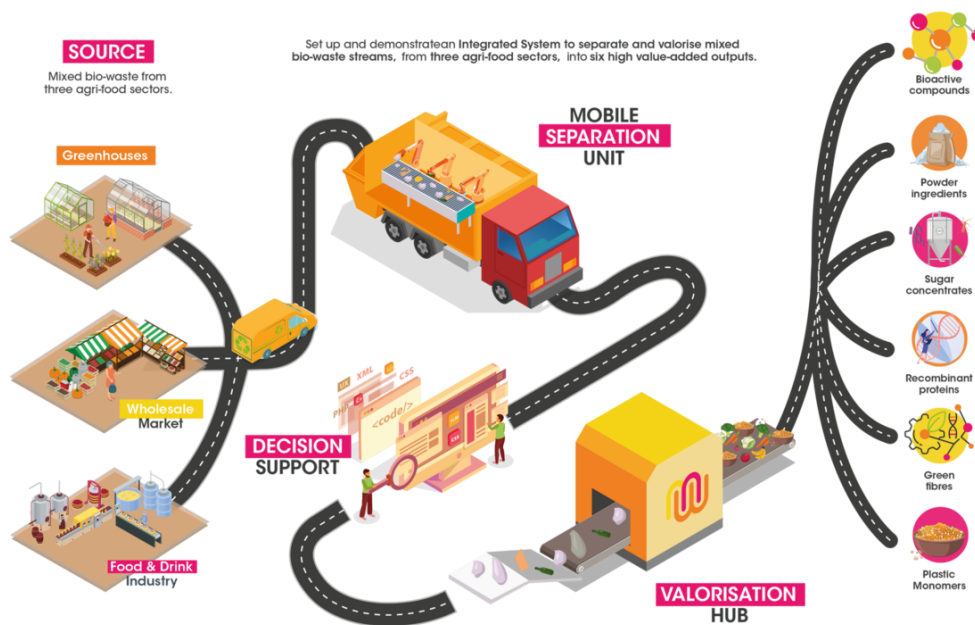 SOURCE
Mixed bio-waste from
three agri-food sectors.
Set up and demonstratean Integrated System to separate and valorise mixed
bio-waste streams, from three agri-food sectors, into six high value-added outputs.
Greenhouses
Wholesale
Market
Food & Drink
Industry
MOBILE
SEPARATION
UNIT
DECISION
SUPPORT
XML
CSS
PHP
<code/>
VALORISATION
HUB
Bioactive
compounds
Powder
ingredients
Sugar
concentrates
Recombinant
proteins
Green
fibres
Plastic
Monomers